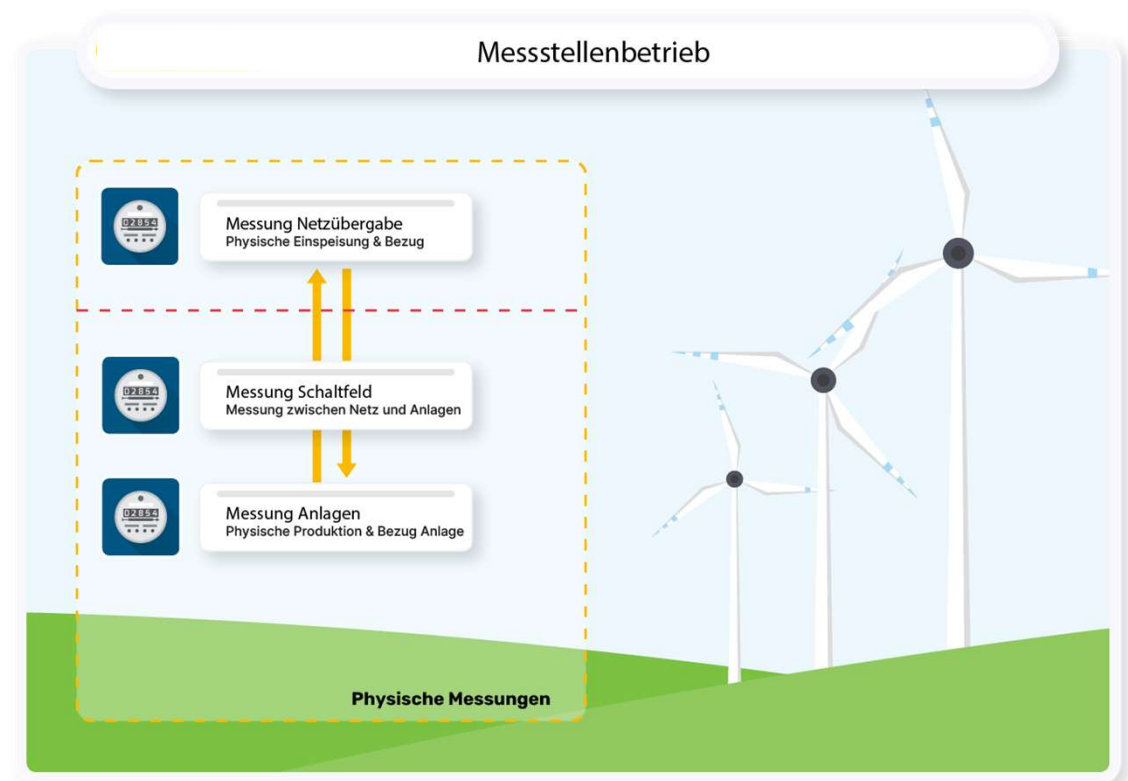 Messstellenbetrieb
02854
Messung Netzübergabe
Physische Einspeisung & Bezug
02854
Messung Schaltfeld
Messung zwischen Netz und Anlagen
02854
Messung Anlagen
Physische Produktion & Bezug Anlage
Physische Messungen